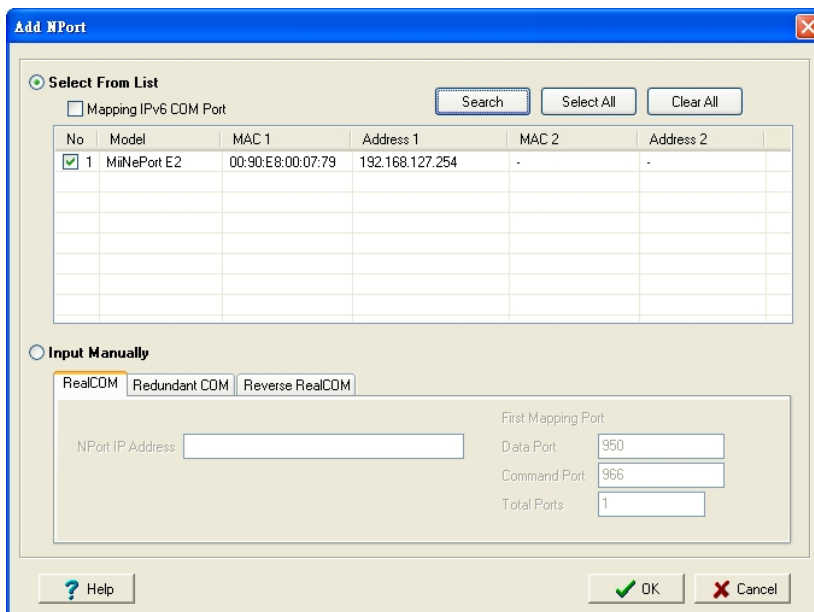 Add NPort
Select From List
Mapping IPv6 COM Port
Search
Select All
Clear All
No Model MAC 1 Address 1 MAC 2 Address 2
1 MiiNePort E2 00:90:E8:00:07:79 192.168.127.254 - -
Input Manually
RealCOM Redundant COM Reverse RealCOM
First Mapping Port
NPort IP Address
Data Port 950
Command Port 966
Total Ports 1
? Help
OK
Cancel